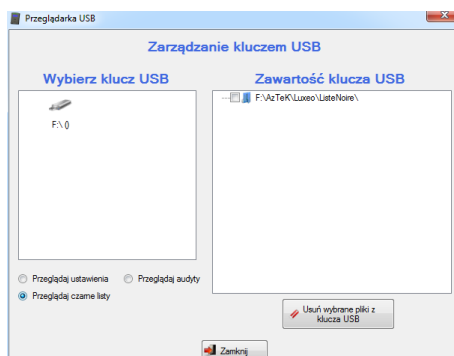 Przeglądarka USB
Zarządzanie kluczem USB
Wybierz klucz USB
Zawartość klucza USB
F:\ ()
F:\AzTeK\Luxeo\ListeNoire\
Przeglądaj ustawienia
Przeglądaj audyty
Przeglądaj czarne listy
Usuń wybrane pliki z
klucza USB
Zamknij